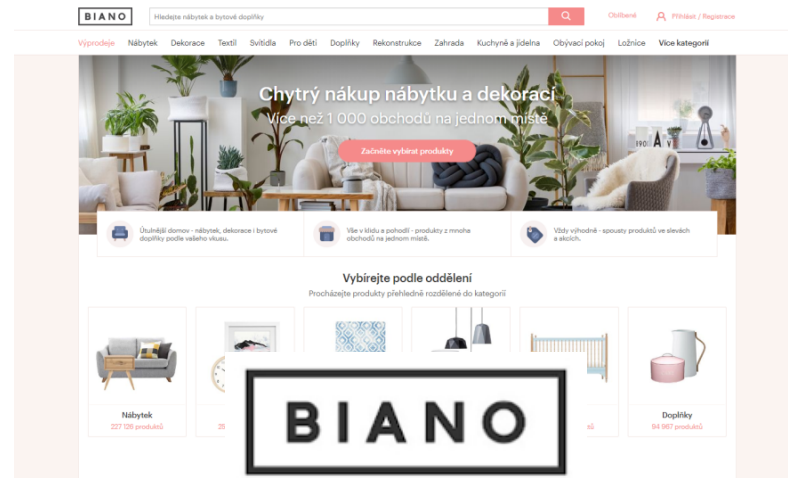 BIANO
Hledejte nábytek a bytové doplňky
Oblíbené
Přihlásit / Registrace
Výprodeje Nábytek Dekorace Textil Svítidla Pro děti Doplňky Rekonstrukce Zahrada Kuchyně a jídelna Obývací pokoj Ložnice Více kategorií
Chytrý nákup nábytku a dekorací
Více než 1 000 obchodů na jednom místě
Začněte vybírat produkty
Útulnější domov - nábytek, dekorace i bytové
doplňky podle vašeho vkusu.
Vše v klidu a pohodlí - produkty z mnoha
obchodů na jednom místě.
Vždy výhodně - spousty produktů ve slevách
a akcích.
Vybírejte podle oddělení
Procházejte produkty přehledně rozdělené do kategorií
Nábytek
227 126 produktů
Doplňky
94 967 produktů
BIANO